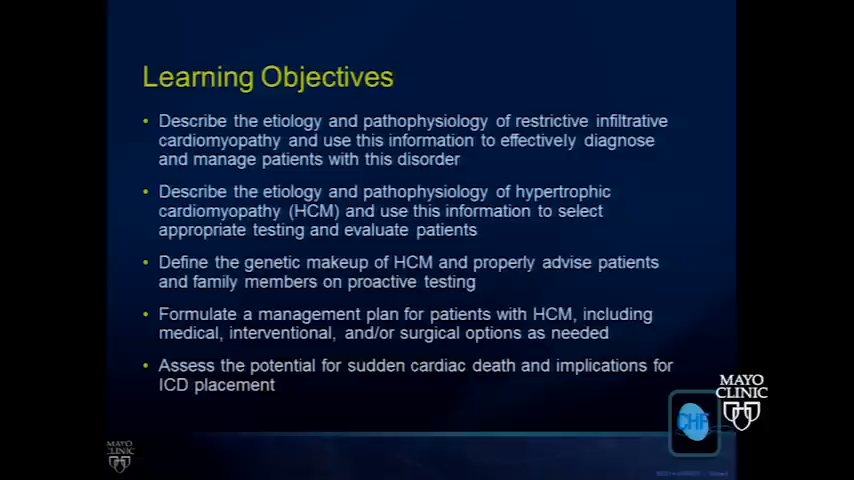 Learning Objectives
• Describe the etiology and pathophysiology of restrictive infiltrative
cardiomyopathy and use this information to effectively diagnose
and manage patients with this disorder
• Describe the etiology and pathophysiology of hypertrophic
cardiomyopathy (HCM) and use this information to select
appropriate testing and evaluate patients
• Define the genetic makeup of HCM and properly advise patients
and family members on proactive testing
• Formulate a management plan for patients with HCM, including
medical, interventional, and/or surgical options as needed
• Assess the potential for sudden cardiac death and implications for
ICD placement
MAYO
CLINIC
CHF
MAYO
CLINIC